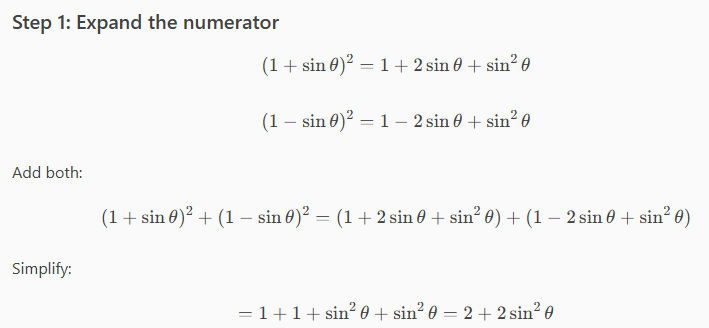 Step 1: Expand the numerator
(1 + sin θ)² = 1 + 2 sin θ + sin² θ
(1 − sin θ)² = 1 − 2 sin θ + sin² θ
Add both:
(1 + sin θ)² + (1 − sin θ)² = (1 + 2 sin θ + sin² θ) + (1 − 2 sin θ + sin² θ)
Simplify:
= 1 + 1 + sin² θ + sin² θ = 2 + 2 sin² θ